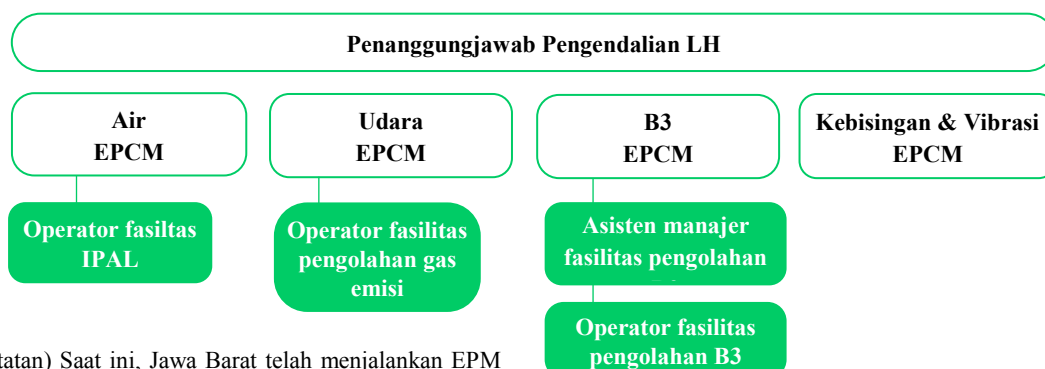 Penanggungjawab Pengendalian LH
Air
EPCM
Udara
EPCM
B3
EPCM
Kebisingan & Vibrasi
EPCM
Operator fasiltas
IPAL
Operator fasilitas
pengolahan gas
emisi
Asisten manajer
fasilitas pengolahan
Operator fasilitas
pengolahan B3
Saat ini, Jawa Barat telah menjalankan EPM